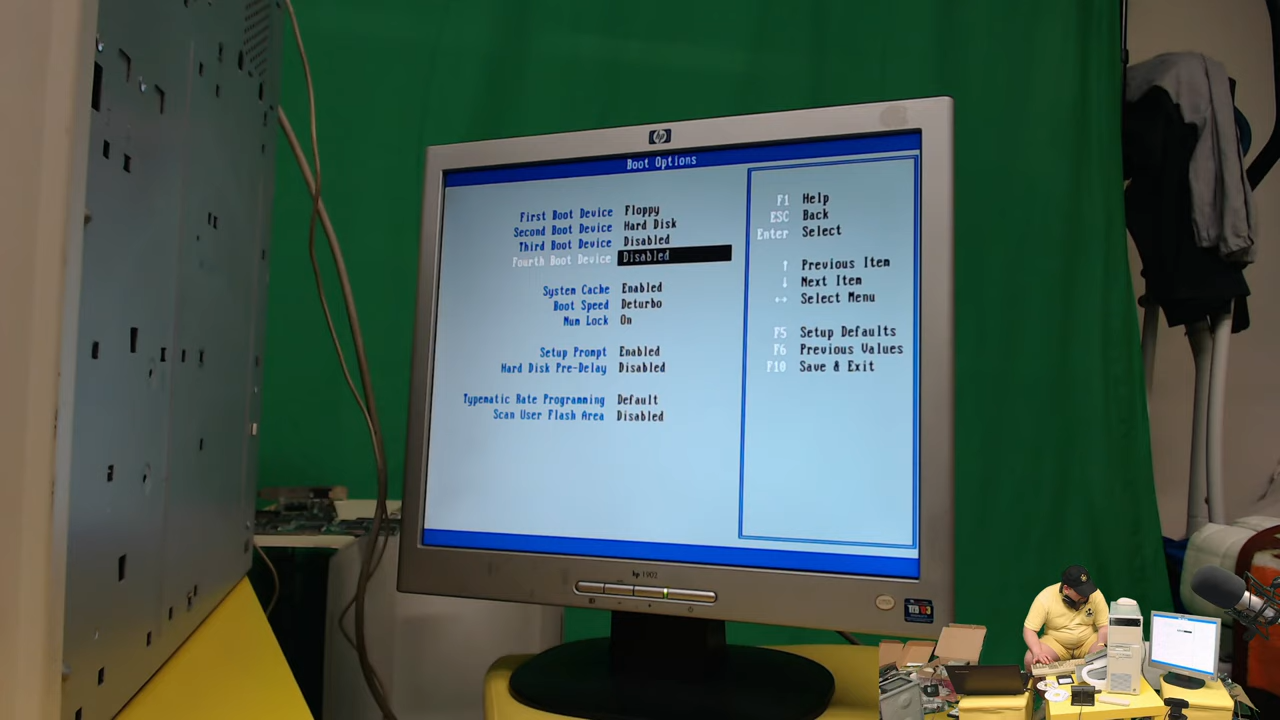 hp
Boot Options
First Boot Device Floppy
Second Boot Device Hard Disk
Third Boot Device Disabled
Fourth Boot Device Disabled
System Cache Enabled
Boot Speed Deturbo
Num Lock On
Setup Prompt Enabled
Hard Disk Pre-Delay Disabled
Typematic Rate Programming Default
Scan User Flash Area Disabled
F1 Help
ESC Back
Enter Select
↑ Previous Item
↓ Next Item
↔ Select Menu
F5 Setup Defaults
F6 Previous Values
F10 Save & Exit
hp 1902